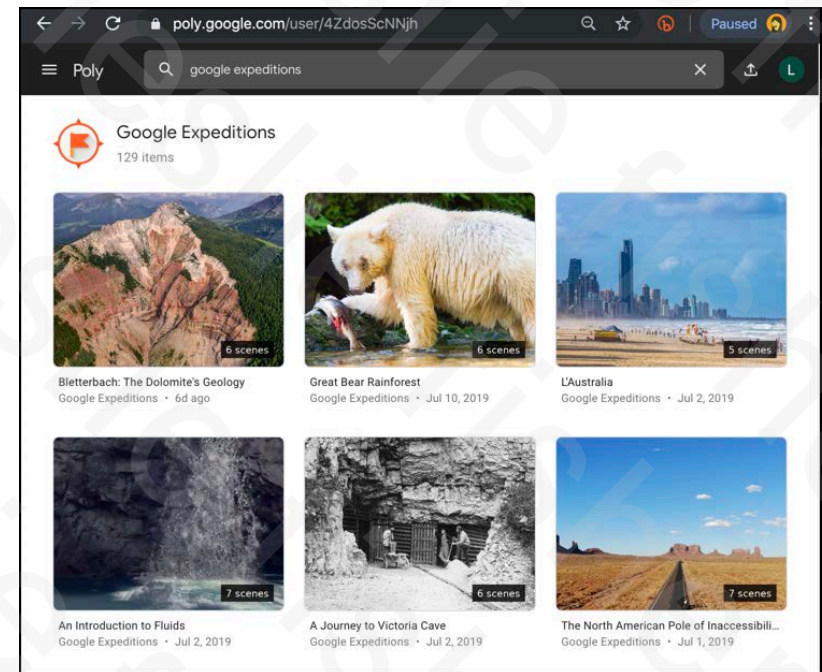 poly.google.com/user/4ZdosScNNjh
Paused
Poly
google expeditions
L
Google Expeditions
129 items
6 scenes
6 scenes
5 scenes
Bletterbach: The Dolomite's Geology
Great Bear Rainforest
L'Australia
Google Expeditions • 6d ago
Google Expeditions • Jul 10, 2019
Google Expeditions • Jul 2, 2019
7 scenes
6 scenes
7 scenes
An Introduction to Fluids
A Journey to Victoria Cave
The North American Pole of Inaccessibili...
Google Expeditions • Jul 2, 2019
Google Expeditions • Jul 2, 2019
Google Expeditions • Jul 1, 2019